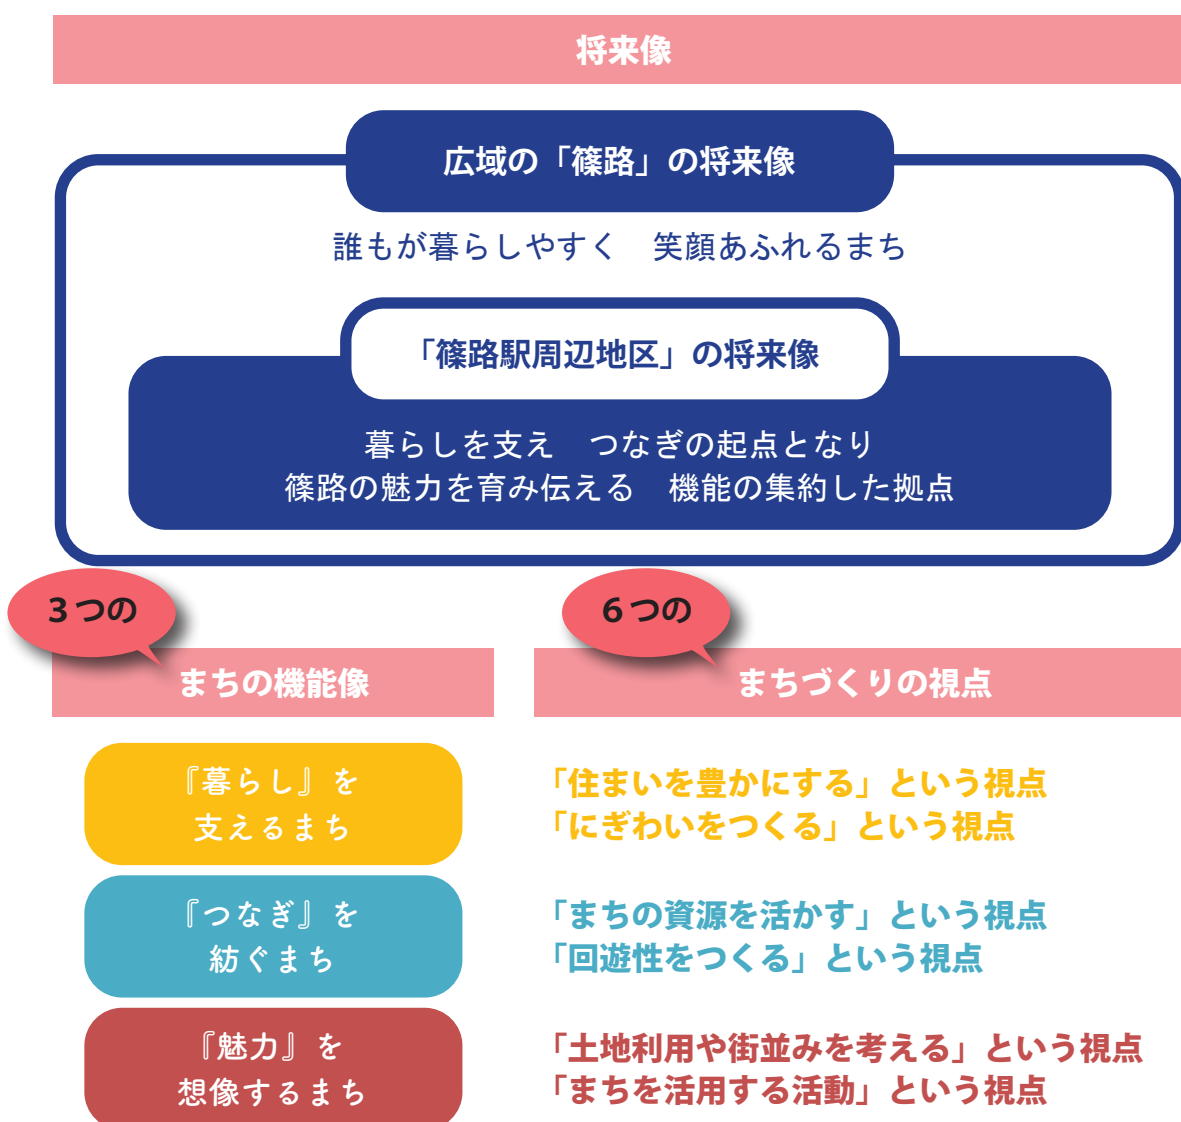 将来像
広域の「篠路」の将来像
誰もが暮らしやすく　笑顔あふれるまち
「篠路駅周辺地区」の将来像
暮らしを支え　つなぎの起点となり
篠路の魅力を育み伝える　機能の集約した拠点
３つの
まちの機能像
『暮らし』を
支えるまち
『つなぎ』を
紡ぐまち
『魅力』を
想像するまち
６つの
まちづくりの視点
「住まいを豊かにする」という視点
「にぎわいをつくる」という視点
「まちの資源を活かす」という視点
「回遊性をつくる」という視点
「土地利用や街並みを考える」という視点
「まちを活用する活動」という視点